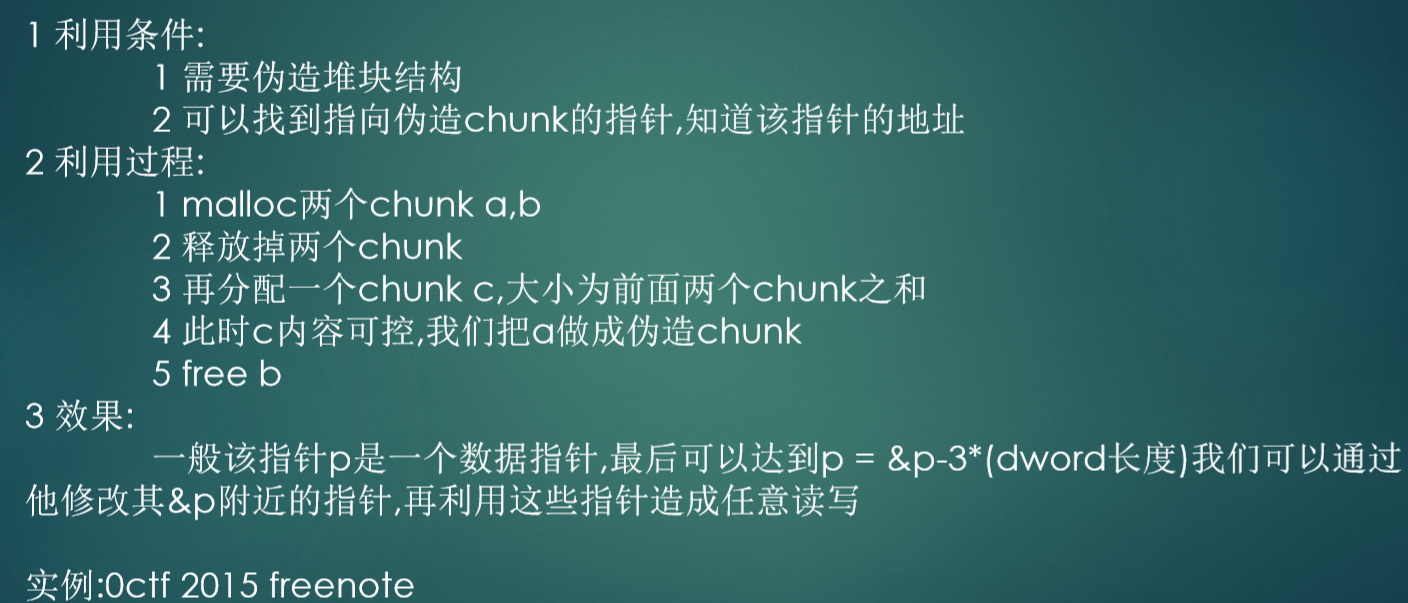 1 利用条件:
1 需要伪造堆块结构
2 可以找到指向伪造chunk的指针,知道该指针的地址
2 利用过程:
1 malloc两个chunk a,b
2 释放掉两个chunk
3 再分配一个chunk c,大小为前面两个chunk之和
4 此时c内容可控,我们把a做成伪造chunk
5 free b
3 效果:
一般该指针p是一个数据指针,最后可以达到p = &p-3*(dword长度)我们可以通过
他修改其&p附近的指针,再利用这些指针造成任意读写
实例:0ctf 2015 freenote